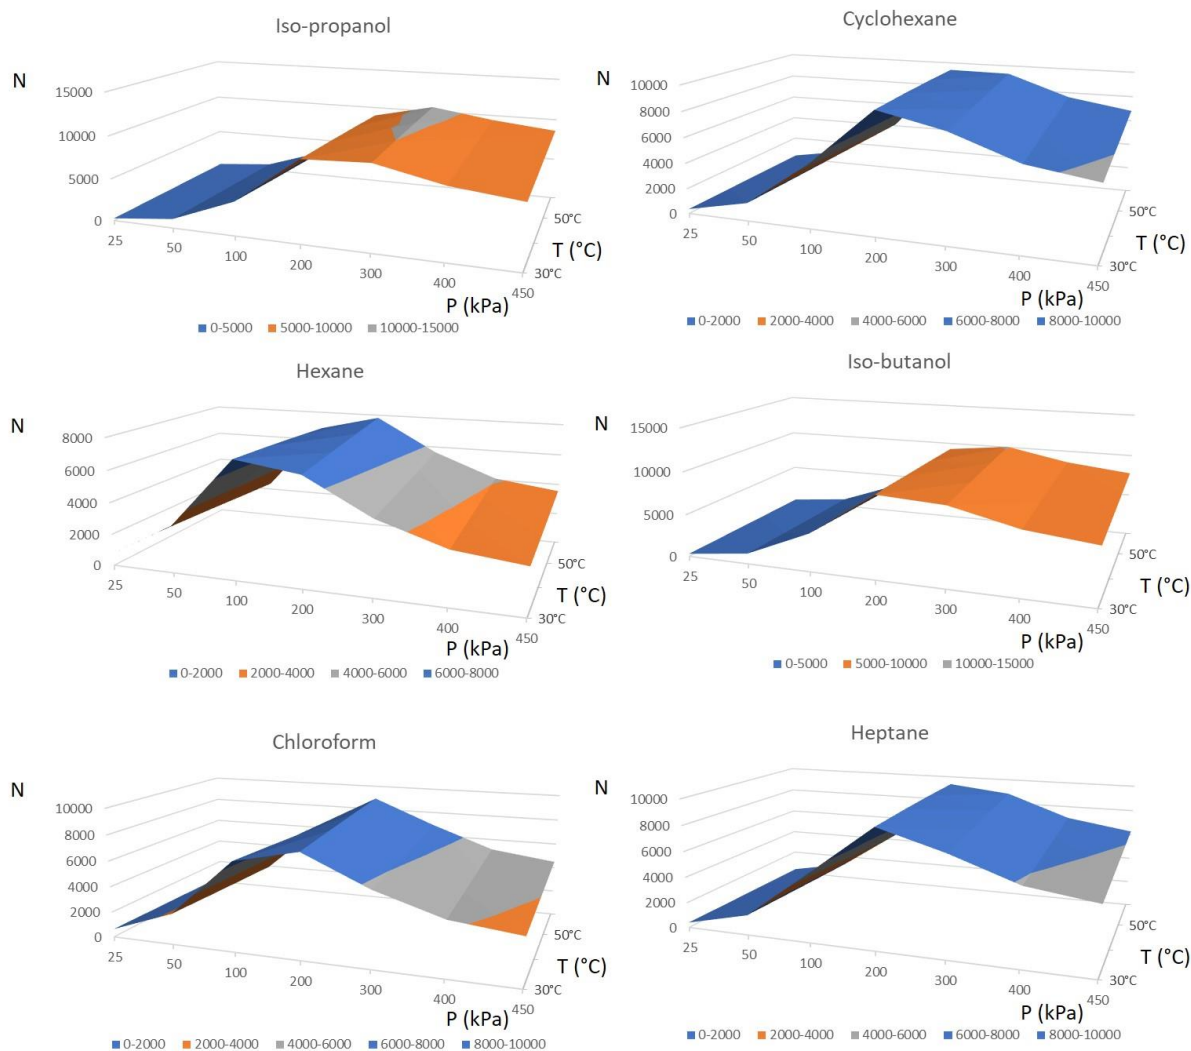 Iso-propanol
N
15000
10000
5000
0
25
50
100
200
300
400
450
50°C
30°C
T (°C)
P (kPa)
0-5000 5000-10000 10000-15000
Cyclohexane
N
10000
8000
6000
4000
2000
0
25
50
100
200
300
400
450
50°C
30°C
T (°C)
P (kPa)
0-2000 2000-4000 4000-6000 6000-8000 8000-10000
Hexane
N
8000
6000
4000
2000
0
25
50
100
200
300
400
450
50°C
30°C
T (°C)
P (kPa)
0-2000 2000-4000 4000-6000 6000-8000
Iso-butanol
N
15000
10000
5000
0
25
50
100
200
300
400
450
50°C
30°C
T (°C)
P (kPa)
0-5000 5000-10000 10000-15000
Chloroform
N
10000
8000
6000
4000
2000
0
25
50
100
200
300
400
450
50°C
30°C
T (°C)
P (kPa)
0-2000 2000-4000 4000-6000 6000-8000 8000-10000
Heptane
N
10000
8000
6000
4000
2000
0
25
50
100
200
300
400
450
50°C
30°C
T (°C)
P (kPa)
0-2000 2000-4000 4000-6000 6000-8000 8000-10000